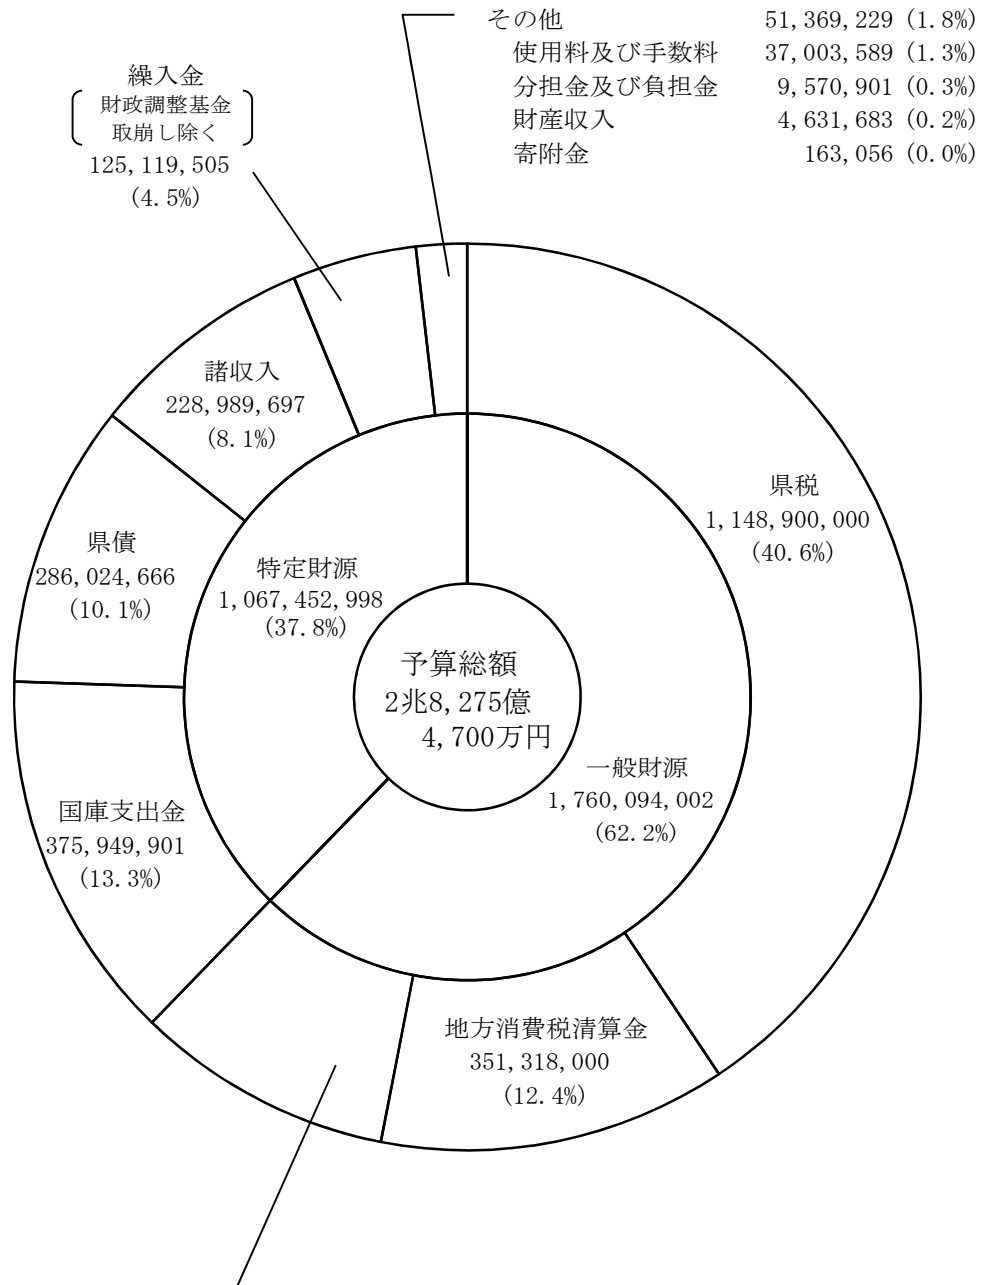 その他 51,369,229 (1.8%)
使用料及び手数料 37,003,589 (1.3%)
分担金及び負担金 9,570,901 (0.3%)
財産収入 4,631,683 (0.2%)
寄附金 163,056 (0.0%)
繰入金
財政調整基金
取崩し除く
125,119,505
(4.5%)
諸収入
228,989,697
(8.1%)
県税
1,148,900,000
(40.6%)
県債
286,024,666
(10.1%)
特定財源
1,067,452,998
(37.8%)
予算総額
2兆8,275億
4,700万円
一般財源
1,760,094,002
(62.2%)
国庫支出金
375,949,901
(13.3%)
地方消費税清算金
351,318,000
(12.4%)